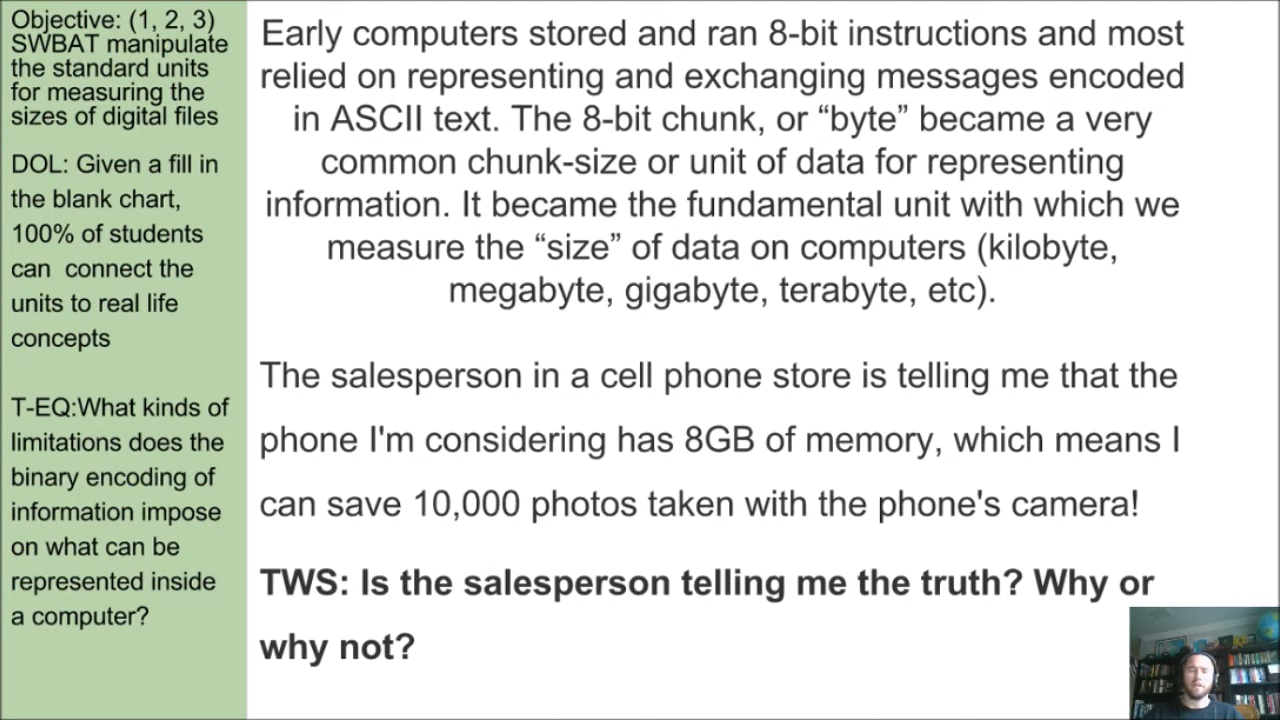 Objective: (1, 2, 3)
SWBAT manipulate
the standard units
for measuring the
sizes of digital files
DOL: Given a fill in
the blank chart,
100% of students
can connect the
units to real life
concepts
T-EQ:What kinds of
limitations does the
binary encoding of
information impose
on what can be
represented inside
a computer?
Early computers stored and ran 8-bit instructions and most
relied on representing and exchanging messages encoded
in ASCII text. The 8-bit chunk, or “byte” became a very
common chunk-size or unit of data for representing
information. It became the fundamental unit with which we
measure the “size” of data on computers (kilobyte,
megabyte, gigabyte, terabyte, etc).
The salesperson in a cell phone store is telling me that the
phone I'm considering has 8GB of memory, which means I
can save 10,000 photos taken with the phone's camera!
TWS: Is the salesperson telling me the truth? Why or
why not?